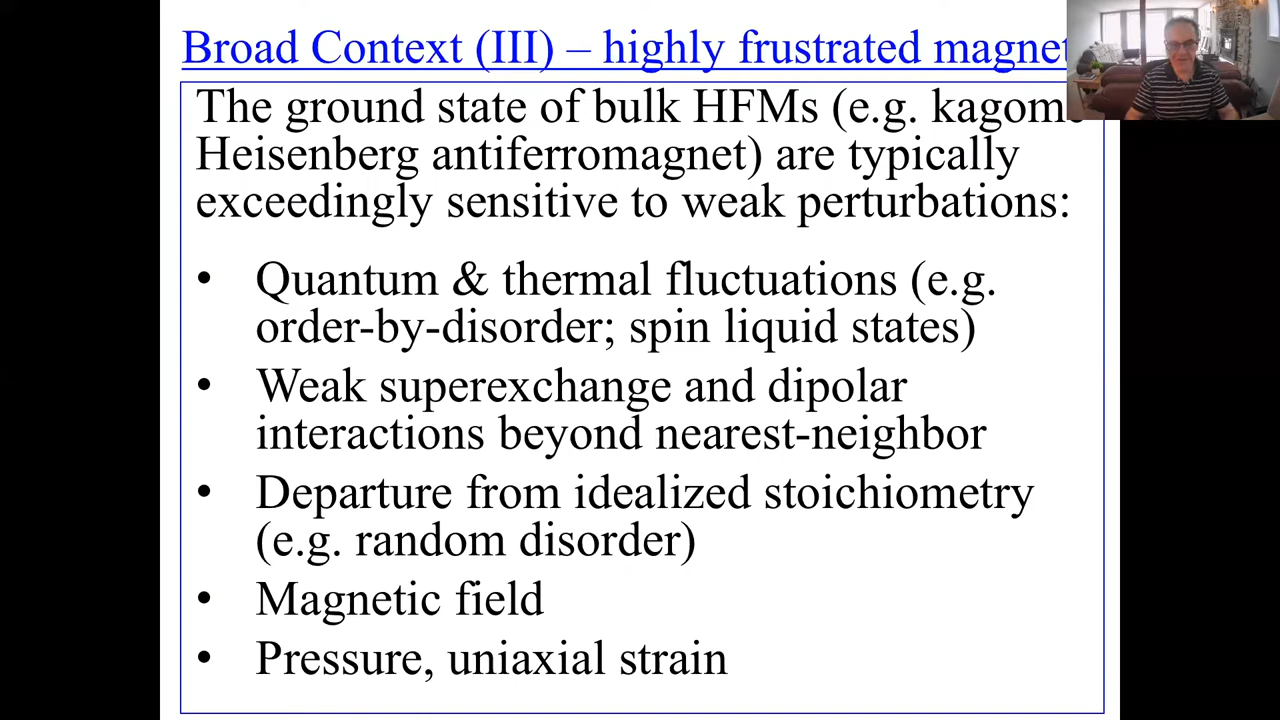 Broad Context (III) – highly frustrated magnet
The ground state of bulk HFMs (e.g. kagome
Heisenberg antiferromagnet) are typically
exceedingly sensitive to weak perturbations:
• Quantum & thermal fluctuations (e.g.
order-by-disorder; spin liquid states)
• Weak superexchange and dipolar
interactions beyond nearest-neighbor
• Departure from idealized stoichiometry
(e.g. random disorder)
• Magnetic field
• Pressure, uniaxial strain